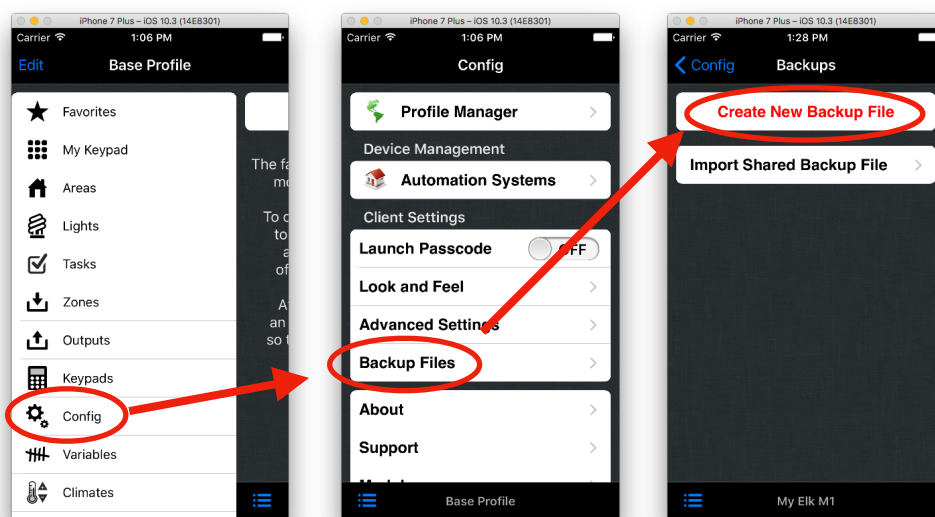 iPhone 7 Plus – iOS 10.3 (14E8301)
Carrier
1:06 PM
Edit
Base Profile
Favorites
My Keypad
Areas
Lights
Tasks
Zones
Outputs
Keypads
Config
Variables
Climates
The fa
mo
To c
to
a
of
A
an
so t
iPhone 7 Plus – iOS 10.3 (14E8301)
Carrier
1:06 PM
Config
Profile Manager
Device Management
Automation Systems
Client Settings
Launch Passcode
OFF
Look and Feel
Advanced Settings
Backup Files
About
Support
Base Profile
iPhone 7 Plus – iOS 10.3 (14E8301)
Carrier
1:28 PM
Config
Backups
Create New Backup File
Import Shared Backup File
My Elk M1